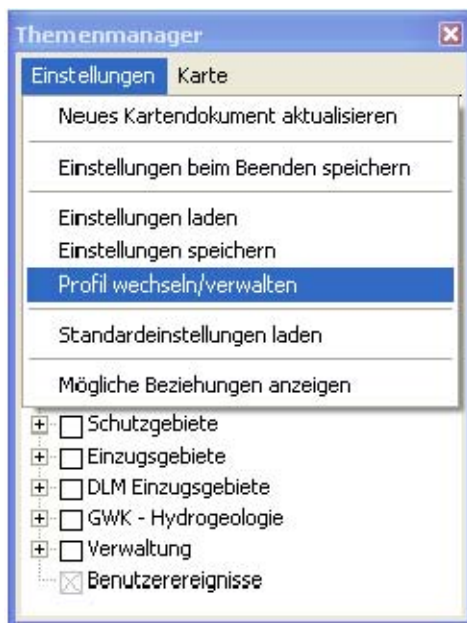 Themenmanager
Einstellungen Karte
Neues Kartendokument aktualisieren
Einstellungen beim Beenden speichern
Einstellungen laden
Einstellungen speichern
Profil wechseln/verwalten
Standardeinstellungen laden
Mögliche Beziehungen anzeigen
Schutzgebiete
Einzugsgebiete
DLM Einzugsgebiete
GWK - Hydrogeologie
Verwaltung
Benutzerereignisse